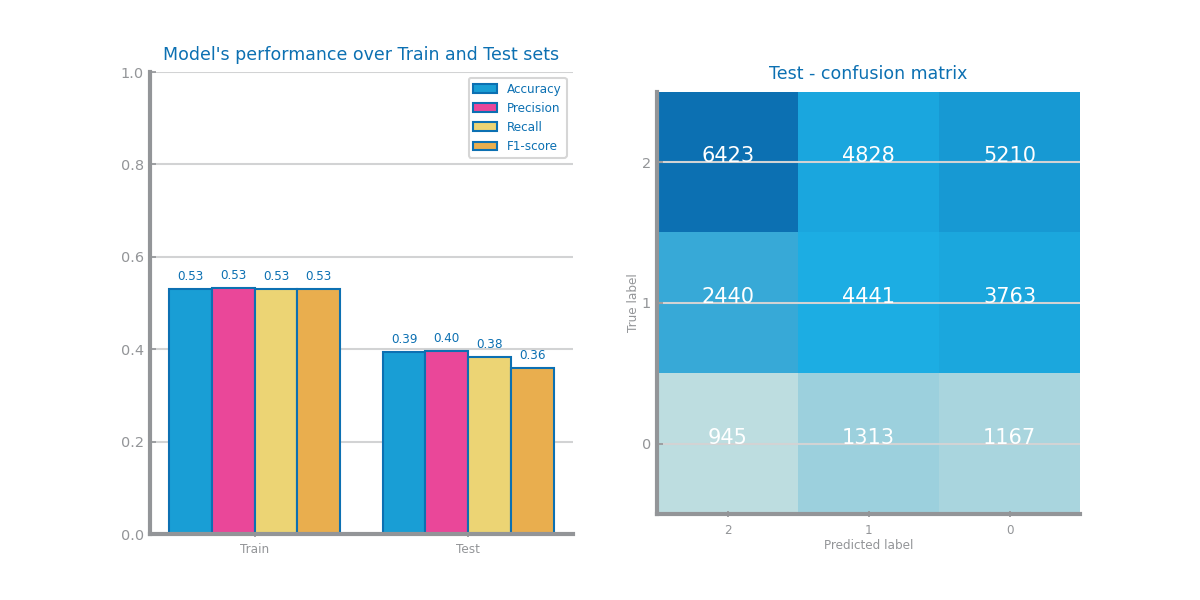 Model's performance over Train and Test sets
1.0
0.8
0.6
0.4
0.2
0.0
Accuracy
Precision
Recall
F1-score
0.53 0.53 0.53 0.53
0.39 0.40 0.38 0.36
Train Test
Test - confusion matrix
True label
2 6423 4828 5210
1 2440 4441 3763
0 945 1313 1167
2 1 0
Predicted label